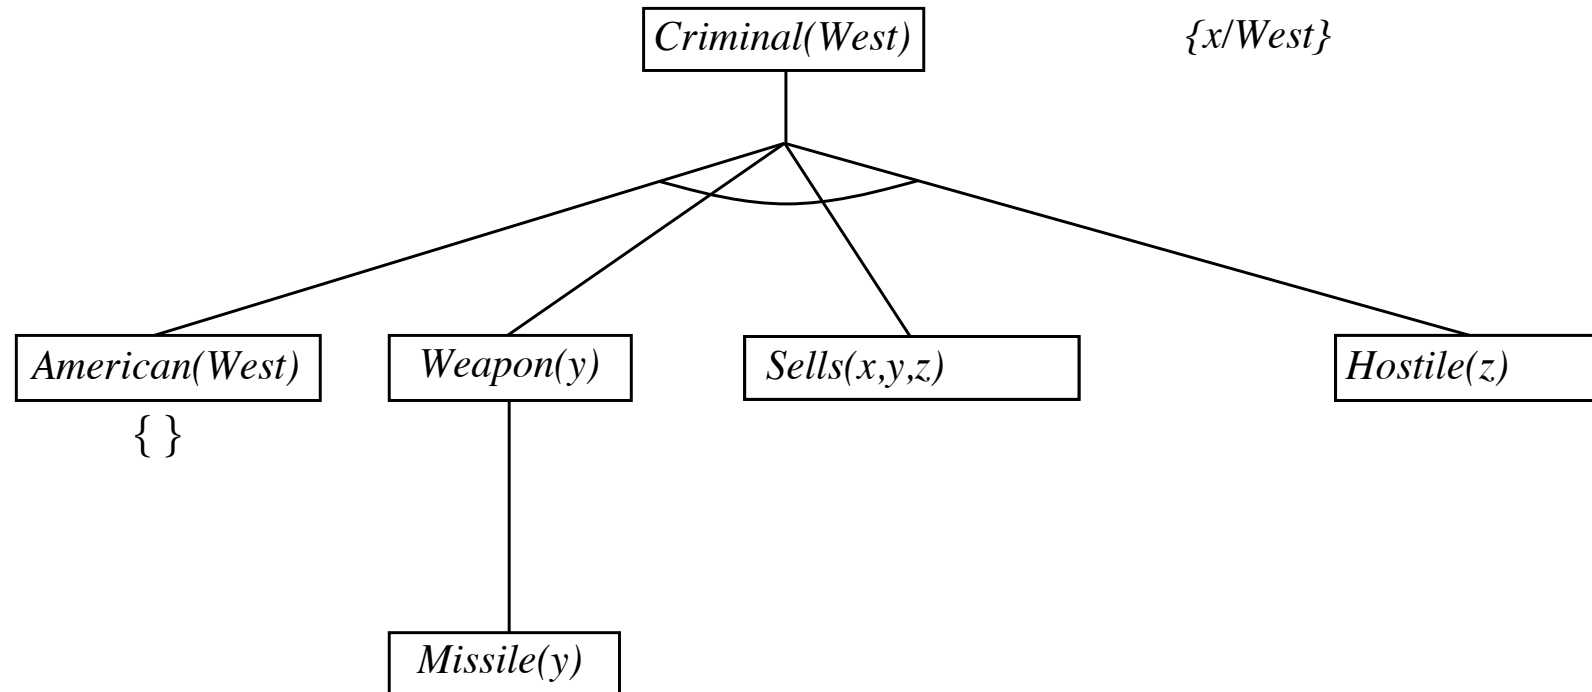 Criminal(West)
{x/West}
American(West)
Weapon(y)
Sells(x,y,z)
Hostile(z)
{ }
Missile(y)